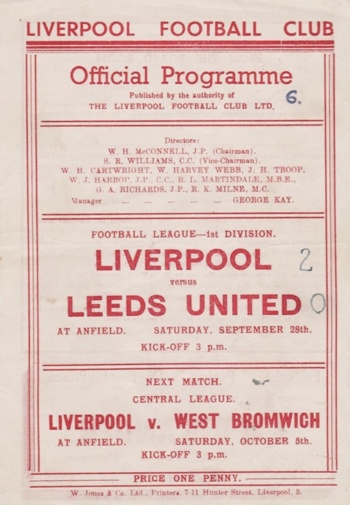 LIVERPOOL FOOTBALL CLUB
Official Programme
Published by the authority of
THE LIVERPOOL FOOTBALL CLUB LTD.
6.
Directors:
W. H. McCONNELL, J.P. (Chairman).
S. R. WILLIAMS, C.C. (Vice-Chairman).
W. H. CARTWRIGHT, W. HARVEY WEBB, J. H. TROOP,
W. J. HARROP, J.P., C.C., R. L. MARTINDALE, M.B.E.,
G. A. RICHARDS, J.P., R. K. MILNE, M.C.
Manager ... ... ... ... ... GEORGE KAY.
FOOTBALL LEAGUE—1st DIVISION.
LIVERPOOL 2
versus
LEEDS UNITED 0
AT ANFIELD. SATURDAY, SEPTEMBER 28th.
KICK-OFF 3 p.m.
NEXT MATCH.
CENTRAL LEAGUE.
LIVERPOOL v. WEST BROMWICH
AT ANFIELD. SATURDAY, OCTOBER 5th.
KICK-OFF 3 p.m.
PRICE ONE PENNY.
W. Jones & Co. Ltd., Printers, 7-11 Hunter Street, Liverpool, 3.